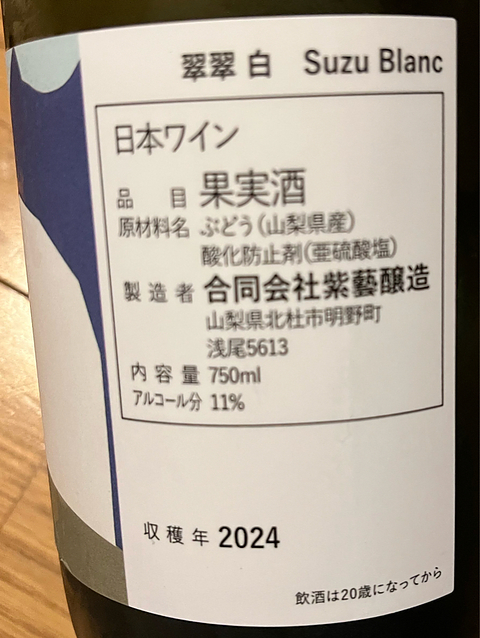 翠翠 白 Suzu Blanc
日本ワイン
品目 果実酒
原材料名 ぶどう(山梨県産)
酸化防止剤(亜硫酸塩)
製造者 合同会社紫藝醸造
山梨県北杜市明野町
浅尾5613
内容量 750ml
アルコール分 11%
収穫年 2024
飲酒は20歳になってから